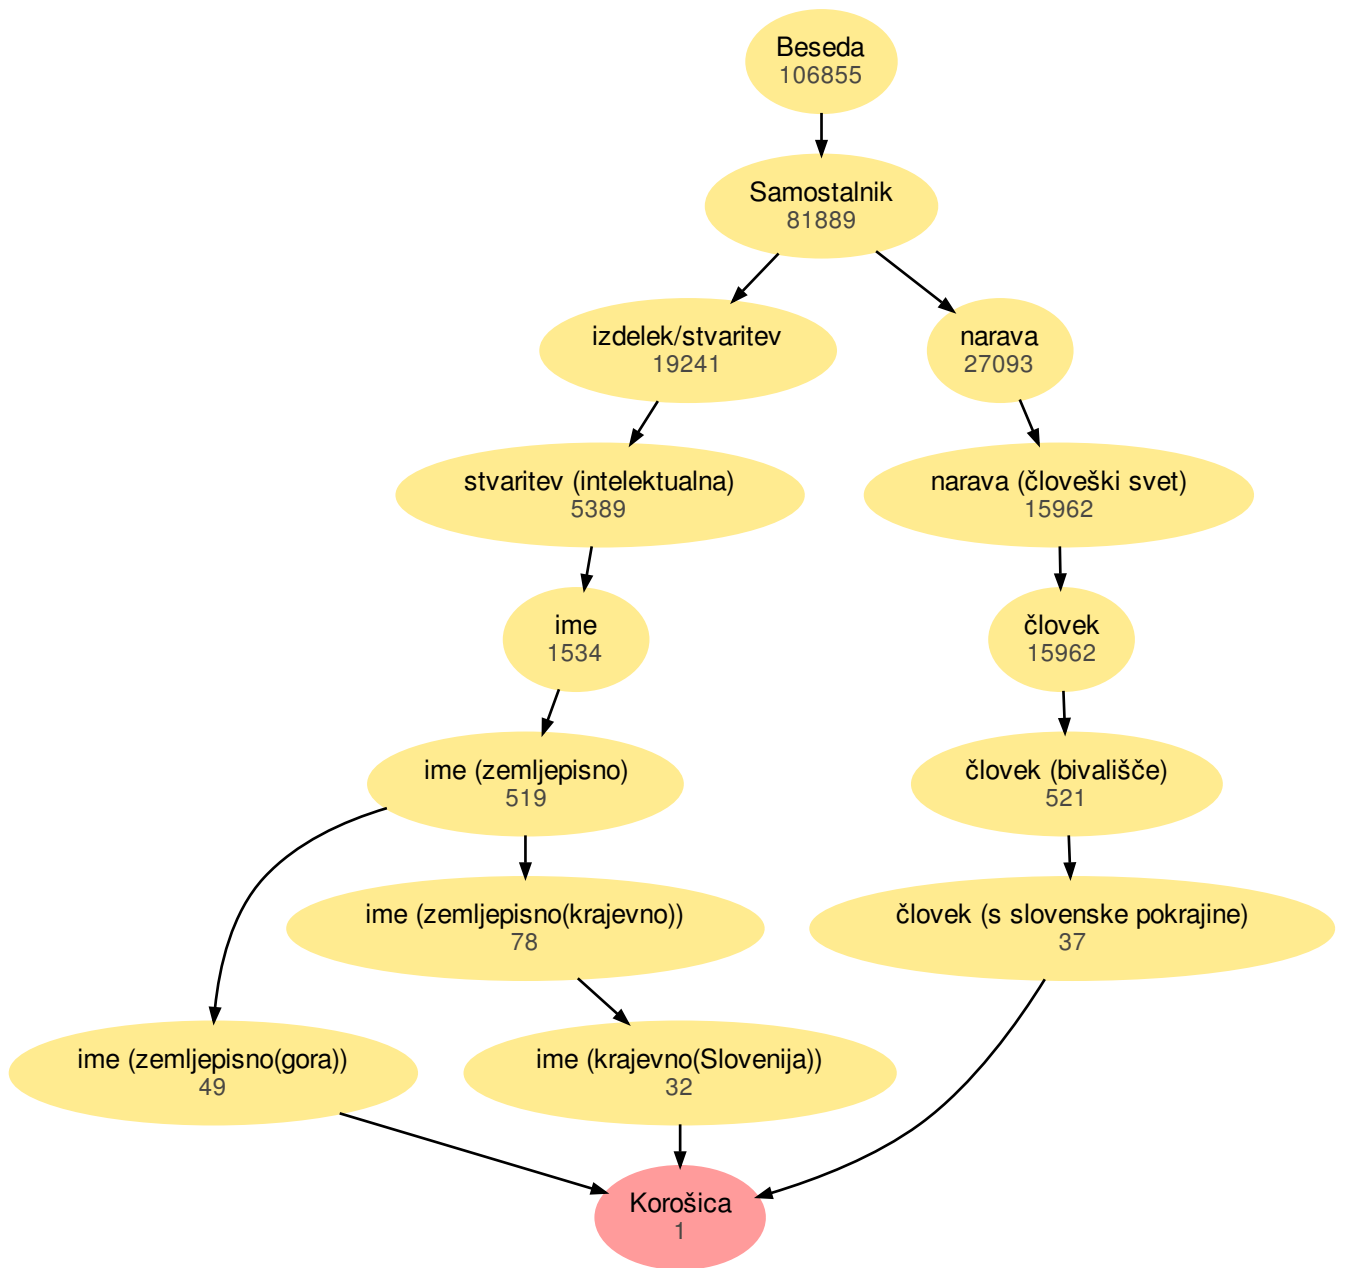 Beseda
106855
Samostalnik
81889
izdelek/stvaritev
19241
narava
27093
stvaritev (intelektualna)
5389
narava (človeški svet)
15962
ime
1534
človek
15962
ime (zemljepisno)
519
človek (bivališče)
521
ime (zemljepisno(krajevno))
78
človek (s slovenske pokrajine)
37
ime (zemljepisno(gora))
49
ime (krajevno(Slovenija))
32
Korošica
1